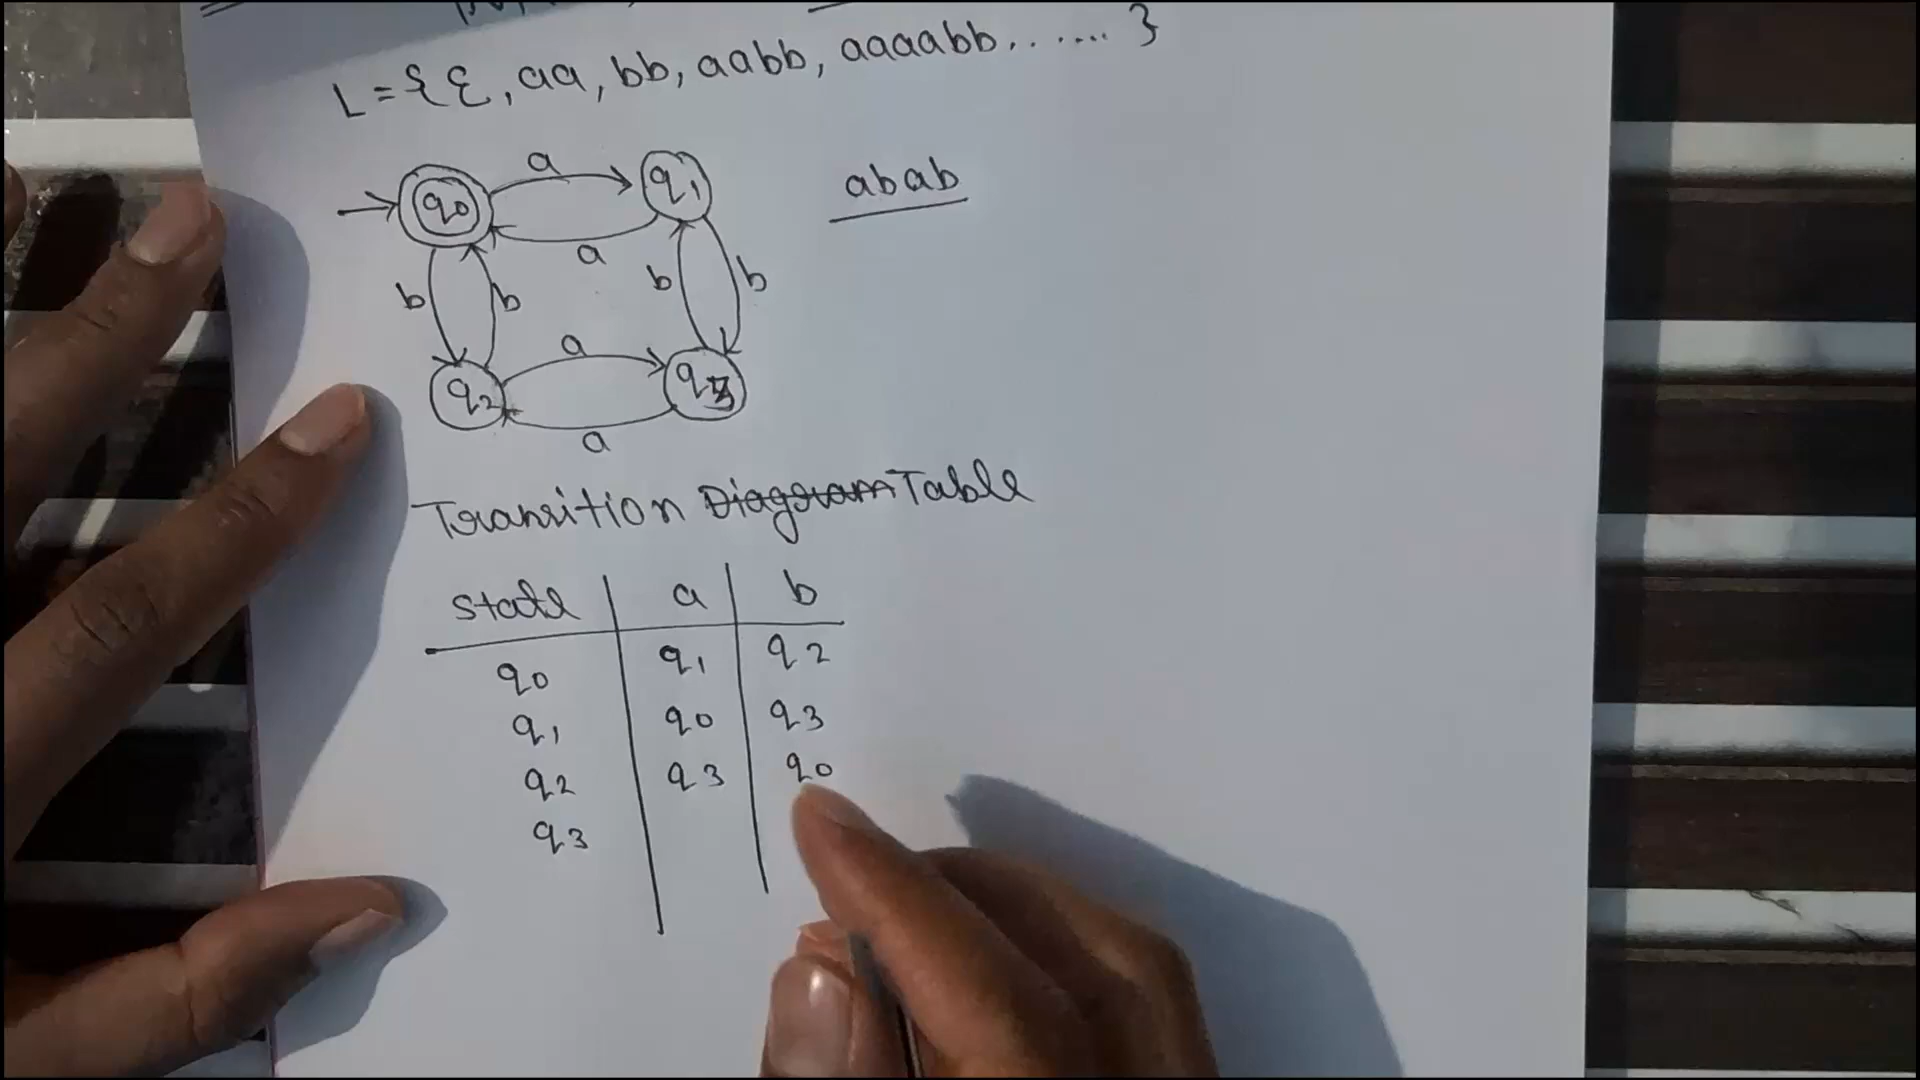 L = { ε, aa, bb, aabb, aaaabb...... }
a
q0 q1 abab
a
b b b b
a
q2 q3
a
Transition Diagram Table
state a b
q0 q1 q2
q1 q0 q3
q2 q3 q0
q3